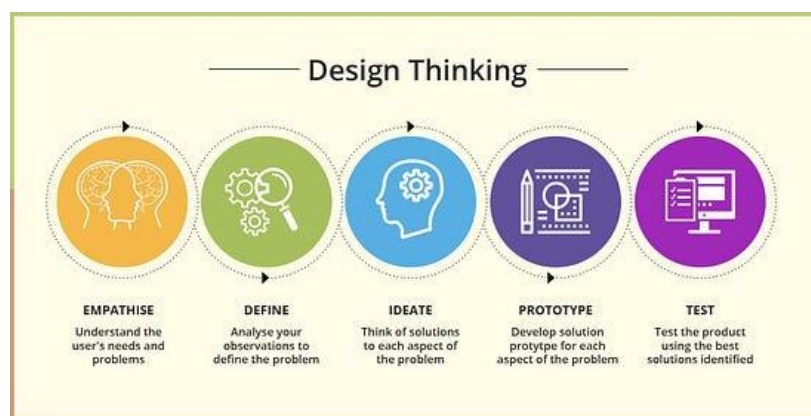 Design Thinking
EMPATHISE
Understand the
user's needs and
problems
DEFINE
Analyse your
observations to
define the problem
IDEATE
Think of solutions
to each aspect of
the problem
PROTOTYPE
Develop solution
protytpe for each
aspect of the problem
TEST
Test the product
using the best
solutions identified